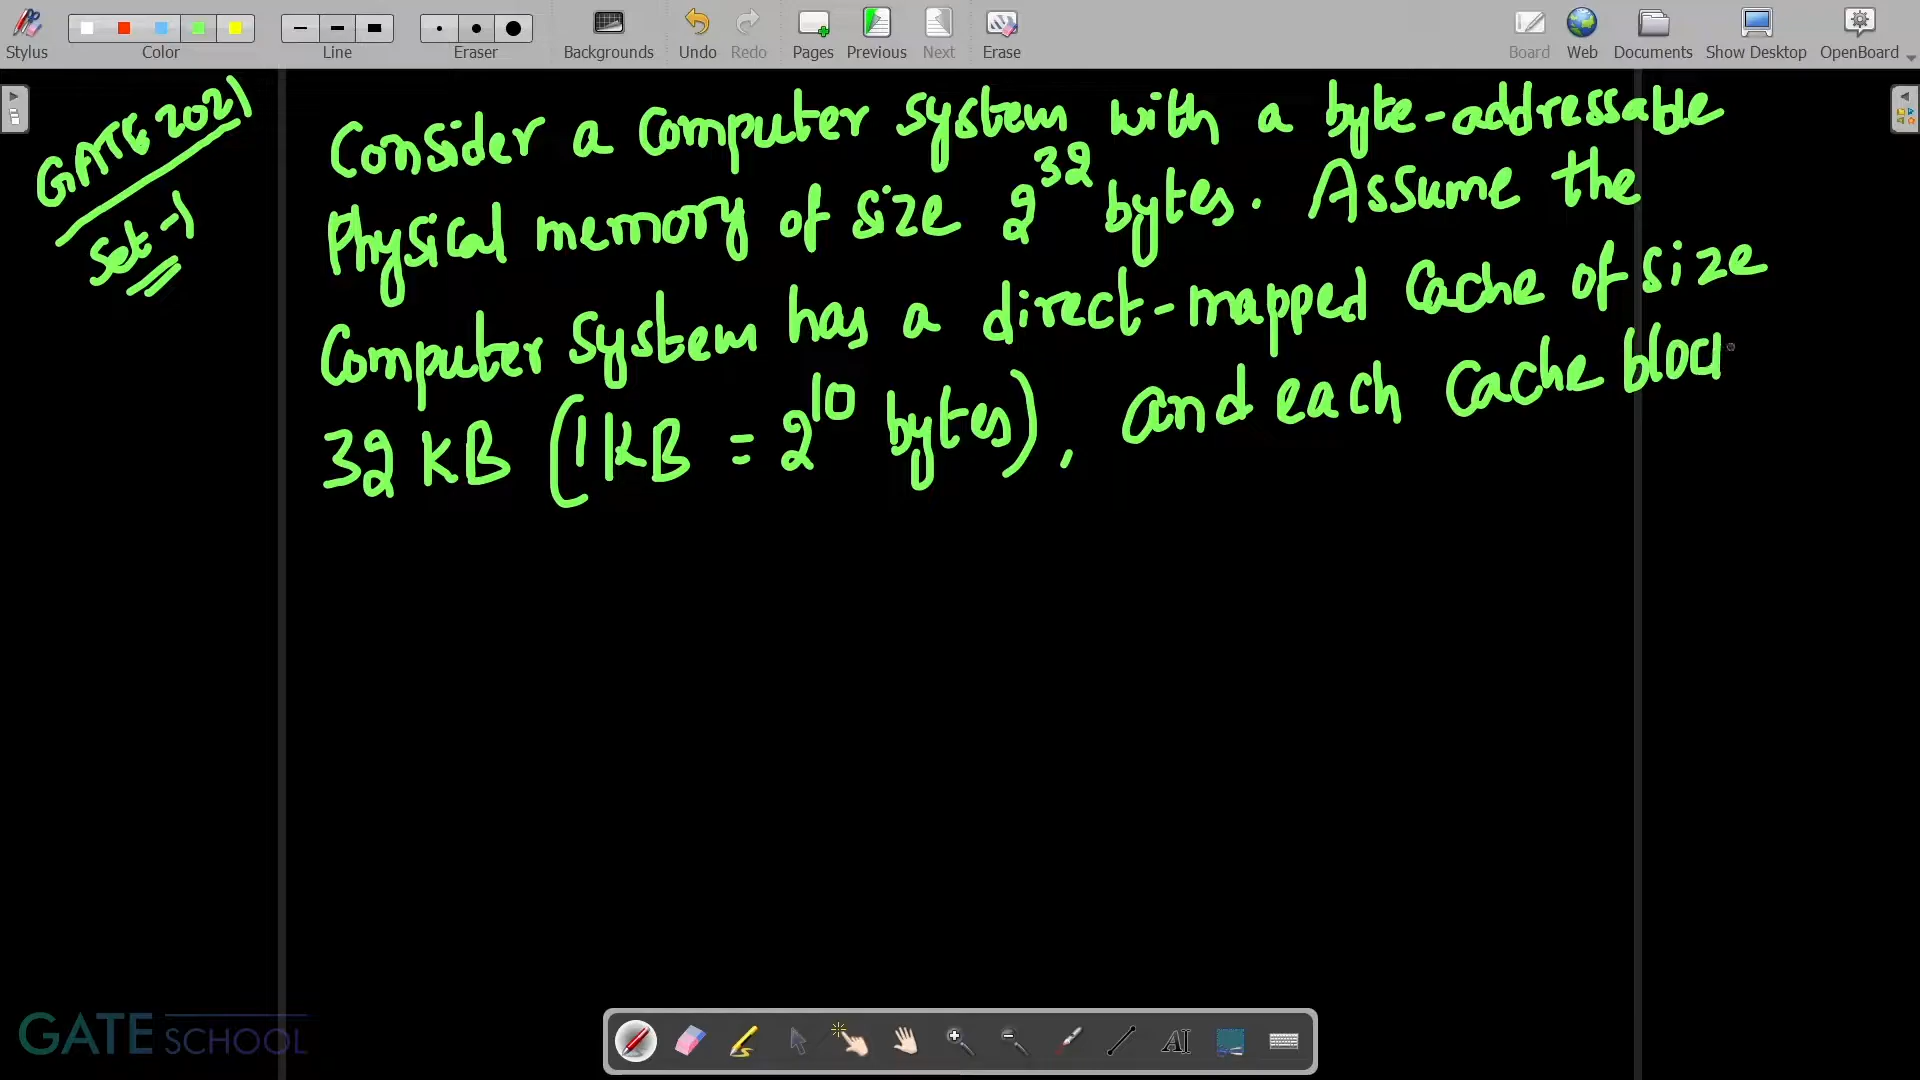 Stylus
Color
Line
Eraser
Backgrounds
Undo
Redo
Pages
Previous
Next
Erase
Board
Web
Documents
Show Desktop
OpenBoard
GATE 2021
Set-1
Consider a computer system with a byte-addressable
Physical memory of size 2^32 bytes. Assume the
Computer system has a direct-mapped Cache of size
32 KB (1KB = 2^10 bytes), and each Cache bloc
GATE SCHOOL
AI